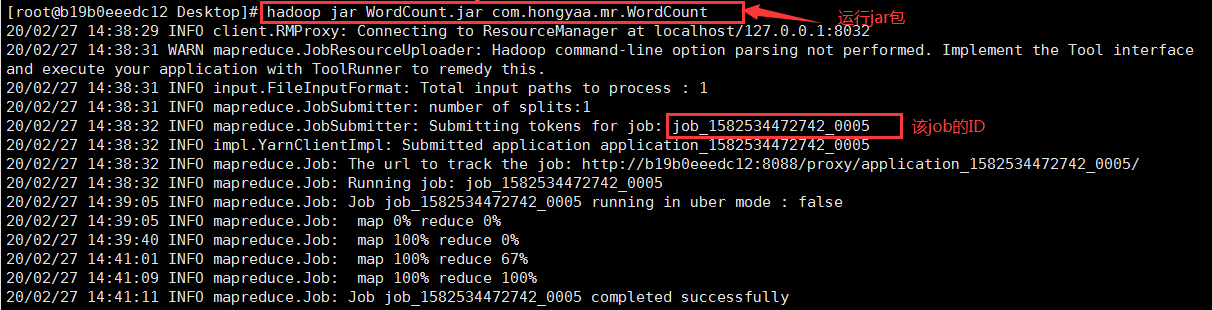 [root@b19b0eeedc12 Desktop]# hadoop jar WordCount.jar com.hongyaa.mr.WordCount
运行jar包
20/02/27 14:38:29 INFO client.RMProxy: Connecting to ResourceManager at localhost/127.0.0.1:8032
20/02/27 14:38:31 WARN mapreduce.JobResourceUploader: Hadoop command-line option parsing not performed. Implement the Tool interface
and execute your application with ToolRunner to remedy this.
20/02/27 14:38:31 INFO input.FileInputFormat: Total input paths to process : 1
20/02/27 14:38:31 INFO mapreduce.JobSubmitter: number of splits:1
20/02/27 14:38:32 INFO mapreduce.JobSubmitter: Submitting tokens for job: job_1582534472742_0005
该job的ID
20/02/27 14:38:32 INFO impl.YarnClientImpl: Submitted application application_1582534472742_0005
20/02/27 14:38:32 INFO mapreduce.Job: The url to track the job: http://b19b0eeedc12:8088/proxy/application_1582534472742_0005/
20/02/27 14:38:32 INFO mapreduce.Job: Running job: job_1582534472742_0005
20/02/27 14:39:05 INFO mapreduce.Job: Job job_1582534472742_0005 running in uber mode : false
20/02/27 14:39:05 INFO mapreduce.Job:  map 0% reduce 0%
20/02/27 14:39:40 INFO mapreduce.Job:  map 100% reduce 0%
20/02/27 14:41:01 INFO mapreduce.Job:  map 100% reduce 67%
20/02/27 14:41:09 INFO mapreduce.Job:  map 100% reduce 100%
20/02/27 14:41:11 INFO mapreduce.Job: Job job_1582534472742_0005 completed successfully